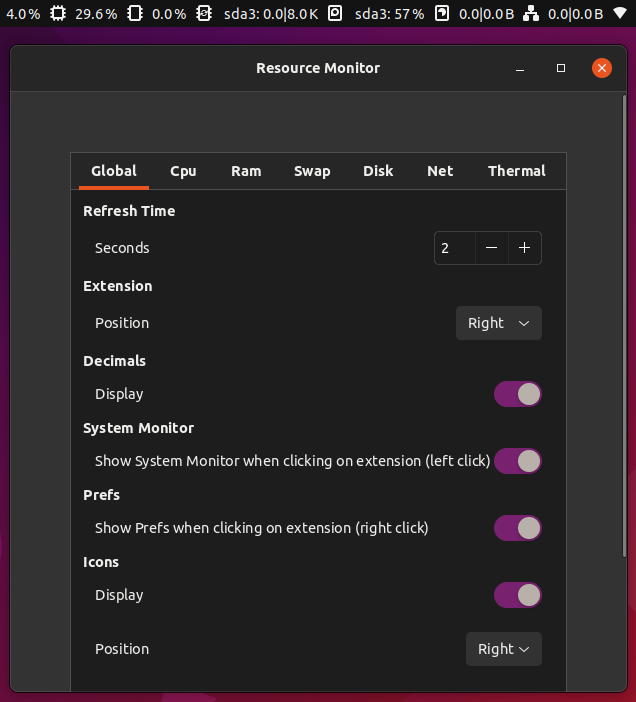 4.0 % 29.6 % 0.0 % sda3: 0.0|8.0 K sda3: 57 % 0.0|0.0 B 0.0|0.0 B
Resource Monitor
Global Cpu Ram Swap Disk Net Thermal
Refresh Time
Seconds 2 − +
Extension
Position Right
Decimals
Display
System Monitor
Show System Monitor when clicking on extension (left click)
Prefs
Show Prefs when clicking on extension (right click)
Icons
Display
Position Right